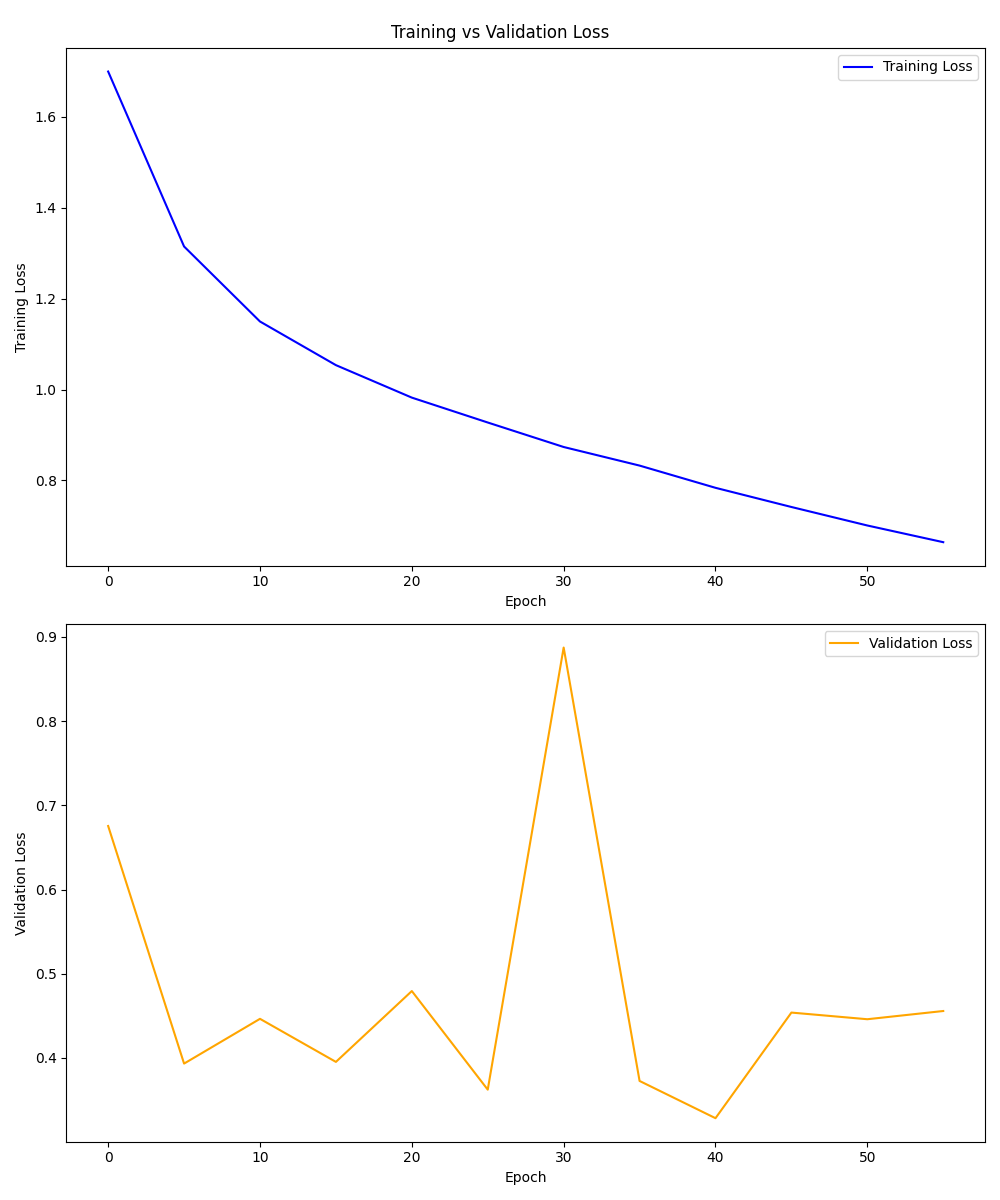 Training vs Validation Loss
Training Loss
1.6
1.4
1.2
1.0
0.8
Training Loss
0 10 20 30 40 50
Epoch
Validation Loss
0.9
0.8
0.7
0.6
0.5
0.4
Validation Loss
0 10 20 30 40 50
Epoch